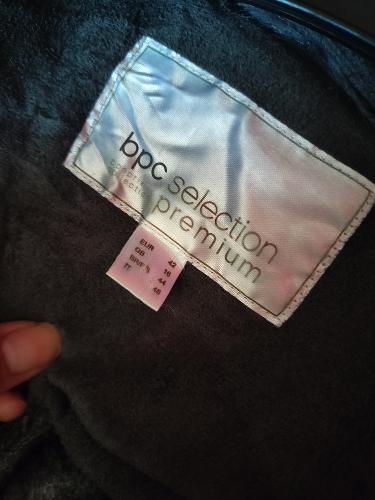 bpc selection
premium
EUR 42
GB 16
44
IT 48